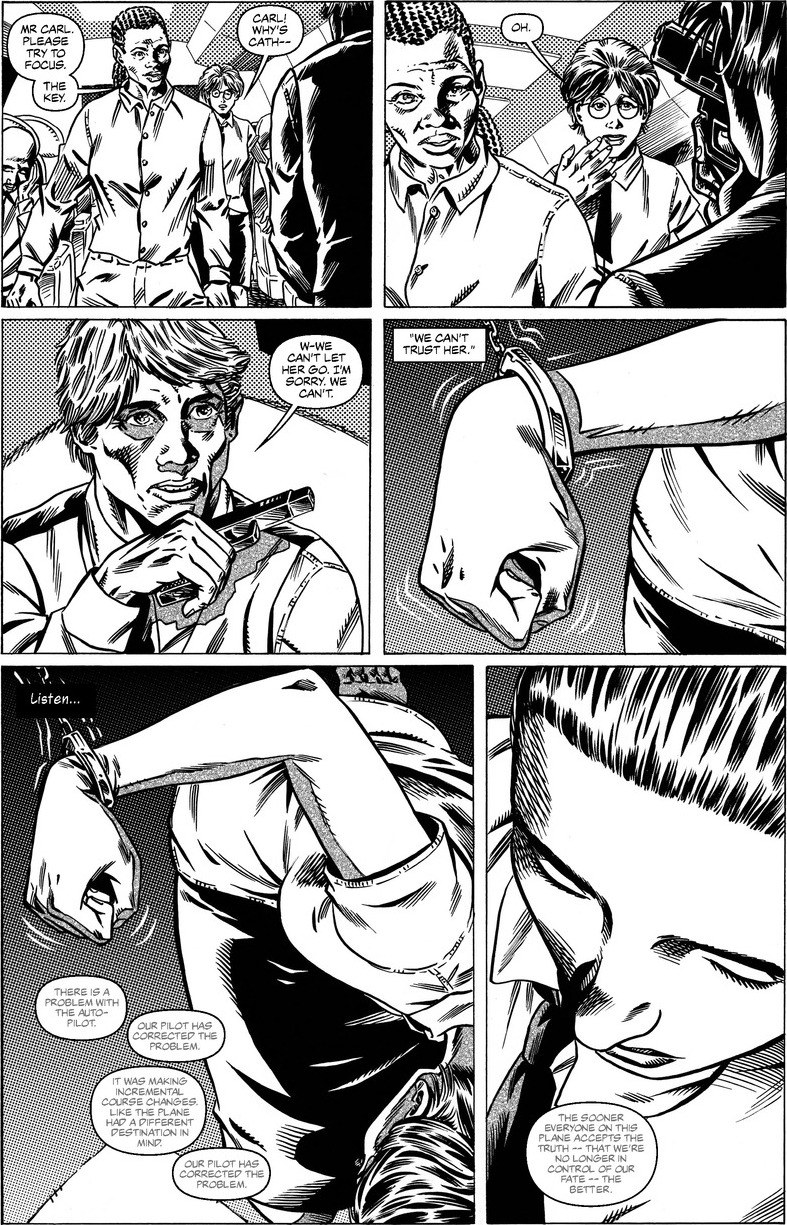 MR CARL.
PLEASE
TRY TO
FOCUS.
THE
KEY.
CARL!
WHY'S
CATH--
OH.
W-WE
CAN'T LET
HER GO. I'M
SORRY. WE
CAN'T.
"WE CAN'T
TRUST HER."
Listen...
THERE IS A
PROBLEM WITH
THE AUTO-
PILOT.
OUR PILOT HAS
CORRECTED THE
PROBLEM.
IT WAS MAKING
INCREMENTAL
COURSE CHANGES.
LIKE THE PLANE
HAD A DIFFERENT
DESTINATION IN
MIND.
OUR PILOT HAS
CORRECTED THE
PROBLEM.
THE SOONER
EVERYONE ON THIS
PLANE ACCEPTS THE
TRUTH -- THAT WE'RE
NO LONGER IN
CONTROL OF OUR
FATE -- THE
BETTER.